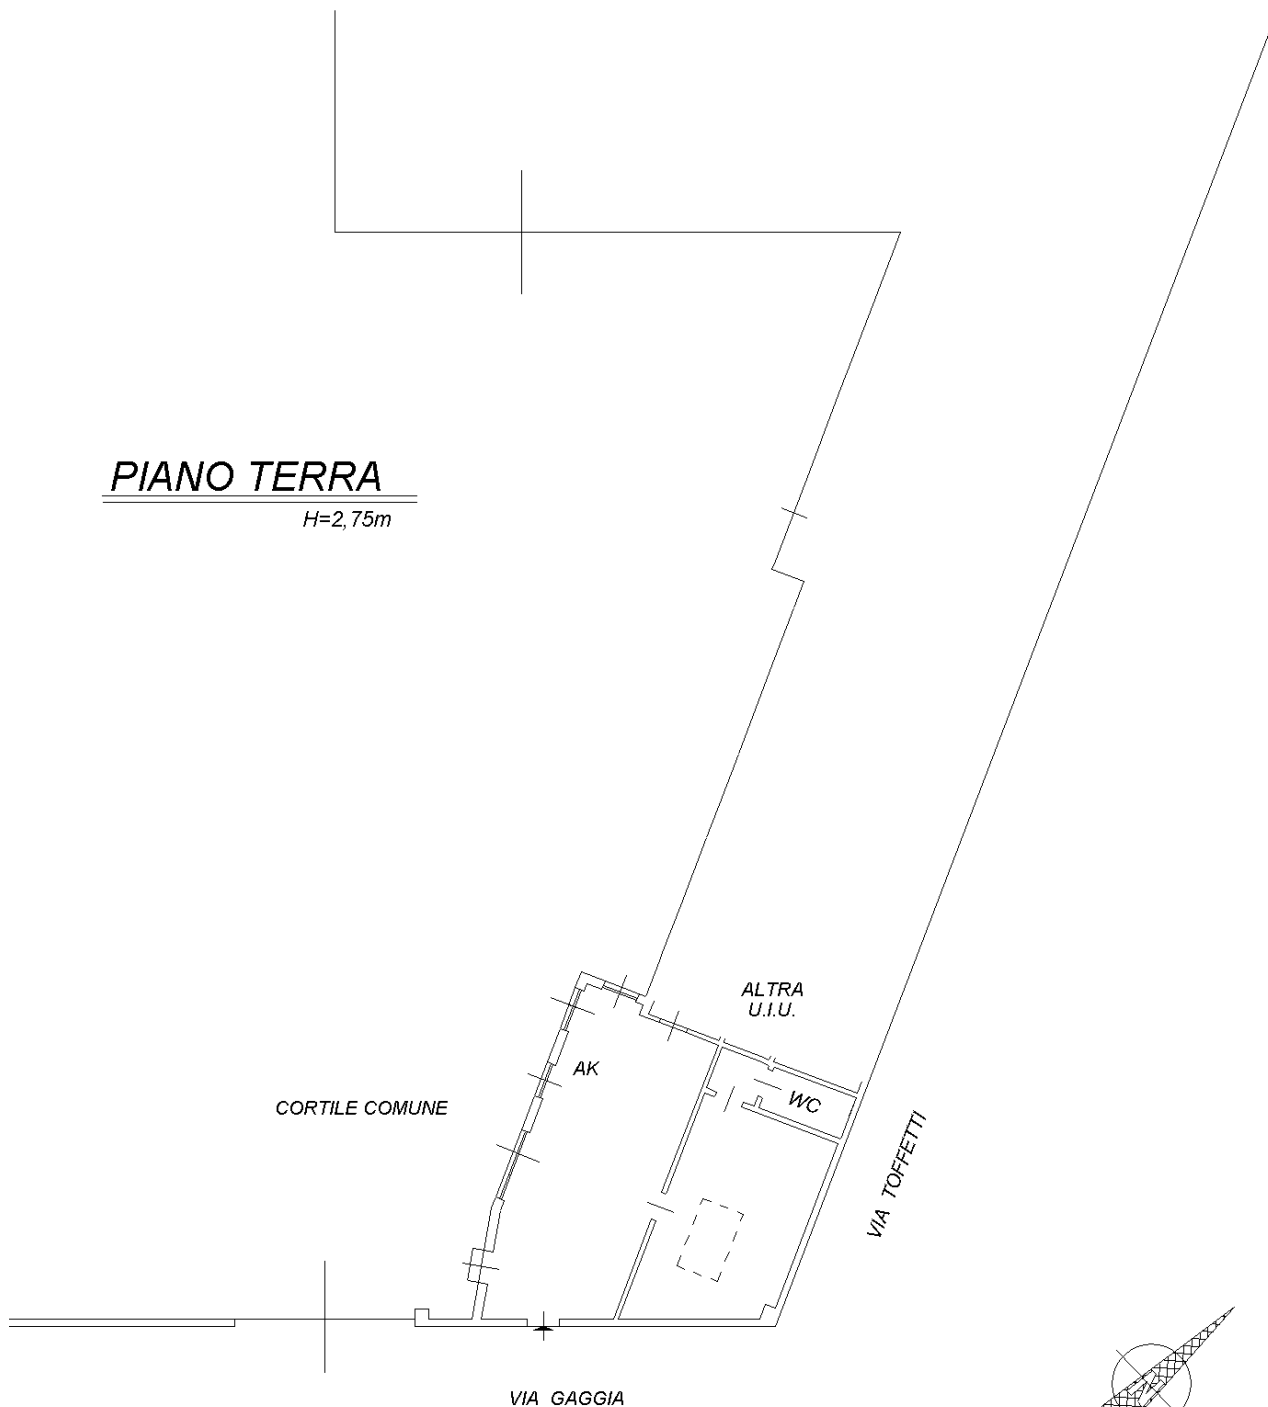 PIANO TERRA
H=2,75m
ALTRA
U.I.U.
AK
CORTILE COMUNE
WC
VIA TOFFETTI
VIA GAGGIA